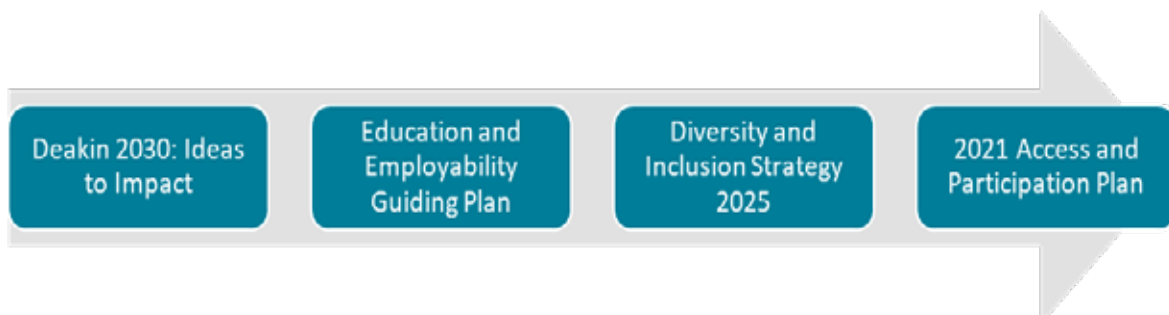 Deakin 2030: Ideas
to Impact
Education and
Employability
Guiding Plan
Diversity and
Inclusion Strategy
2025
2021 Access and
Participation Plan